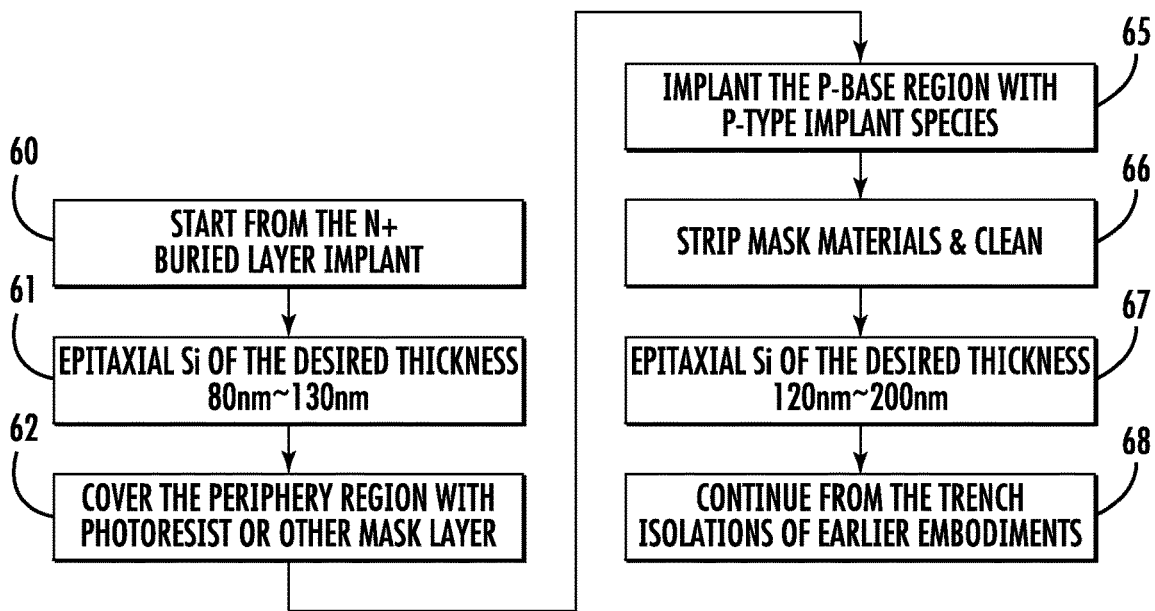 60
START FROM THE N+
BURIED LAYER IMPLANT
61
EPITAXIAL Si OF THE DESIRED THICKNESS
80nm~130nm
62
COVER THE PERIPHERY REGION WITH
PHOTORESIST OR OTHER MASK LAYER
65
IMPLANT THE P-BASE REGION WITH
P-TYPE IMPLANT SPECIES
66
STRIP MASK MATERIALS & CLEAN
67
EPITAXIAL Si OF THE DESIRED THICKNESS
120nm~200nm
68
CONTINUE FROM THE TRENCH
ISOLATIONS OF EARLIER EMBODIMENTS